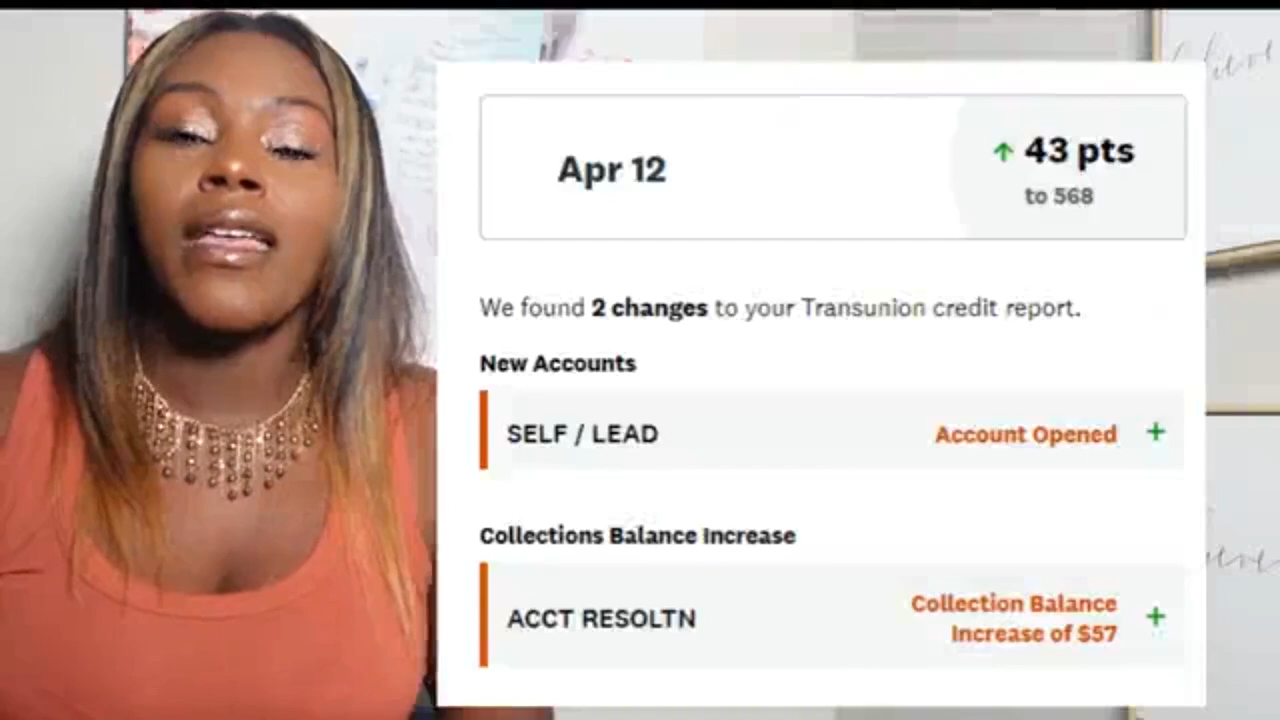 Apr 12
↑ 43 pts
to 568
We found 2 changes to your Transunion credit report.
New Accounts
SELF / LEAD
Account Opened +
Collections Balance Increase
ACCT RESOLTN
Collection Balance
Increase of $57 +